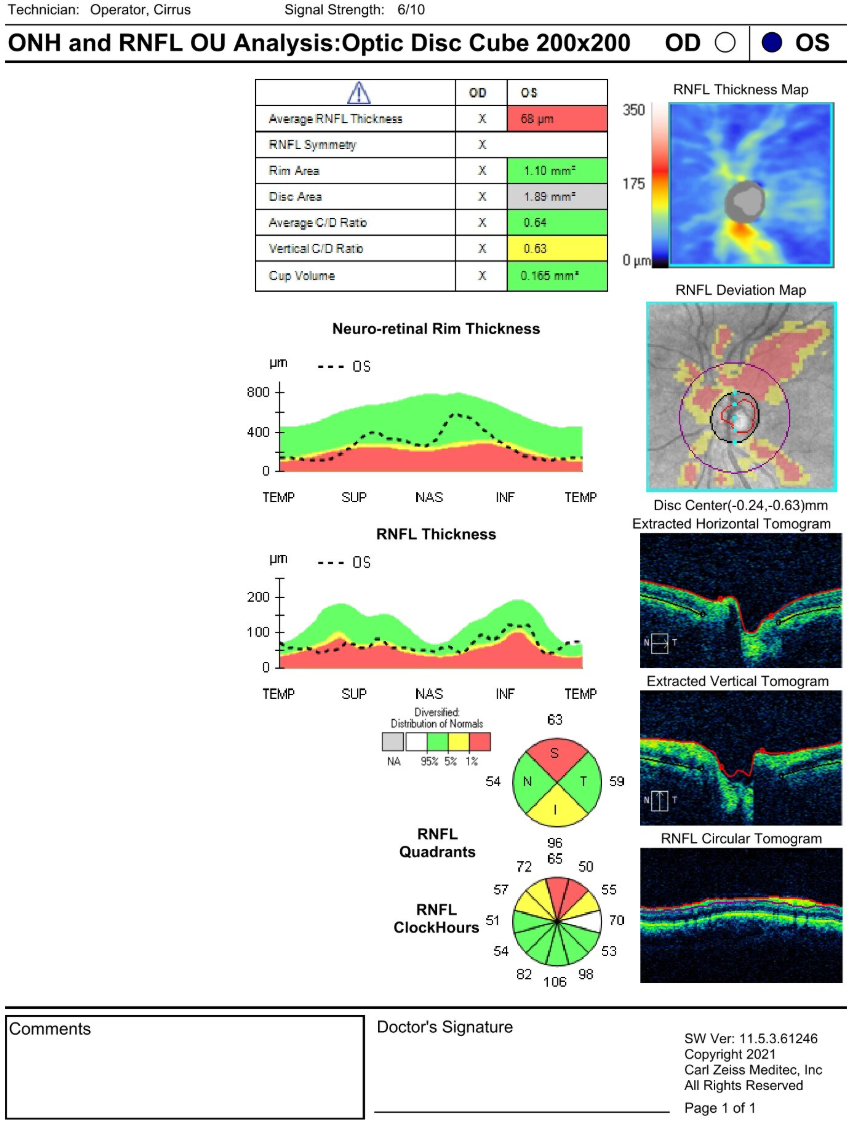 Technician: Operator, Cirrus Signal Strength: 6/10
ONH and RNFL OU Analysis:Optic Disc Cube 200x200 OD OS
OD OS
Average RNFL Thickness X 68 µm
RNFL Symmetry X
Rim Area X 1.10 mm²
Disc Area X 1.89 mm²
Average C/D Ratio X 0.64
Vertical C/D Ratio X 0.63
Cup Volume X 0.165 mm³
RNFL Thickness Map
350
175
0 µm
RNFL Deviation Map
Disc Center(-0.24,-0.63)mm
Neuro-retinal Rim Thickness
µm --- OS
800
400
0
TEMP SUP NAS INF TEMP
Extracted Horizontal Tomogram
N T
RNFL Thickness
µm --- OS
200
100
0
TEMP SUP NAS INF TEMP
Extracted Vertical Tomogram
N T
Diversified:
Distribution of Normals
NA 95% 5% 1%
RNFL
Quadrants
63
S
54 N T 59
I
96
RNFL Circular Tomogram
RNFL
ClockHours
65
72 50
57 55
51 70
54 53
82 98
106
Comments
Doctor's Signature
SW Ver: 11.5.3.61246
Copyright 2021
Carl Zeiss Meditec, Inc
All Rights Reserved
Page 1 of 1